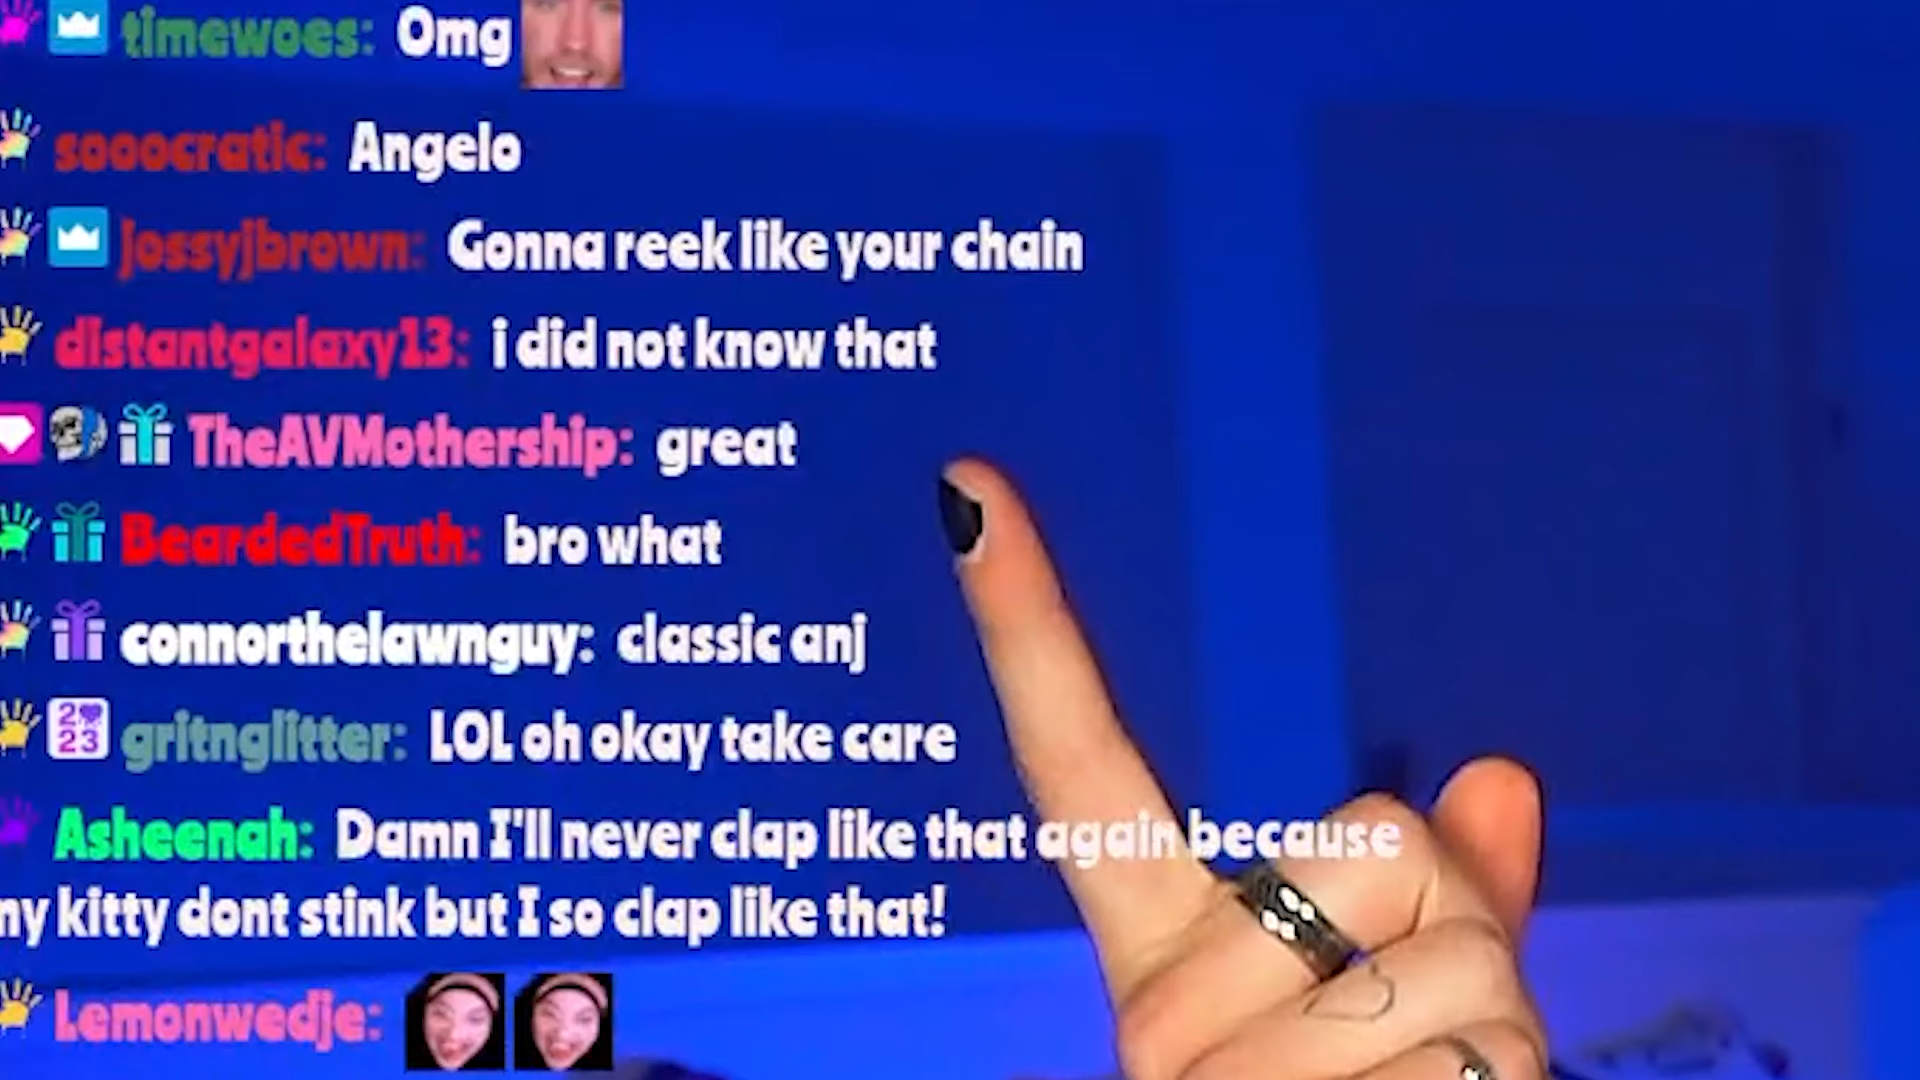 timewoes: Omg
sooocratic: Angelo
jossyjbrown: Gonna reek like your chain
distantgalaxy13: i did not know that
TheAVMothership: great
BeardedTruth: bro what
connorthelawnguy: classic anj
2023
gritnglitter: LOL oh okay take care
Asheenah: Damn I'll never clap like that again because
my kitty dont stink but I so clap like that!
Lemonwedje: